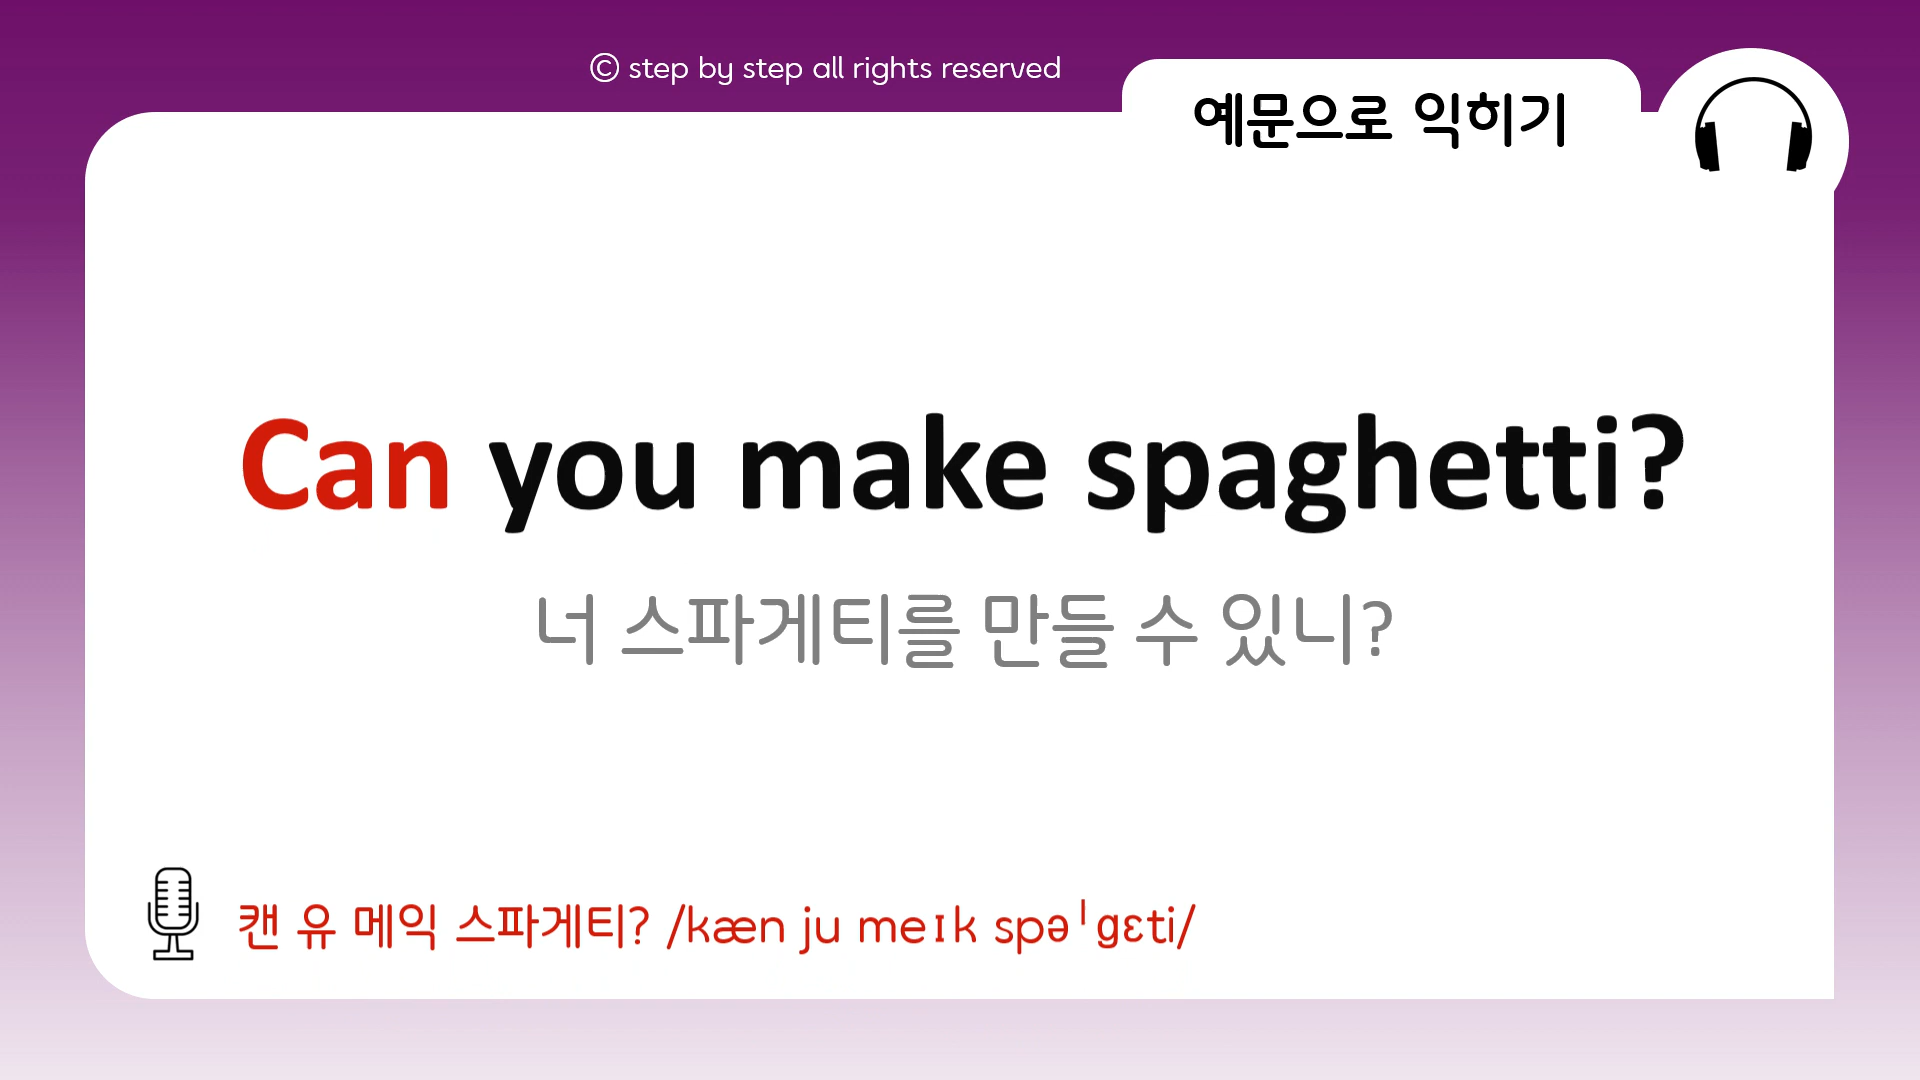 © step by step all rights reserved
예문으로 익히기
Can you make spaghetti?
너 스파게티를 만들 수 있니?
캔 유 메익 스파게티? /kæn ju meɪk spəˈgɛti/